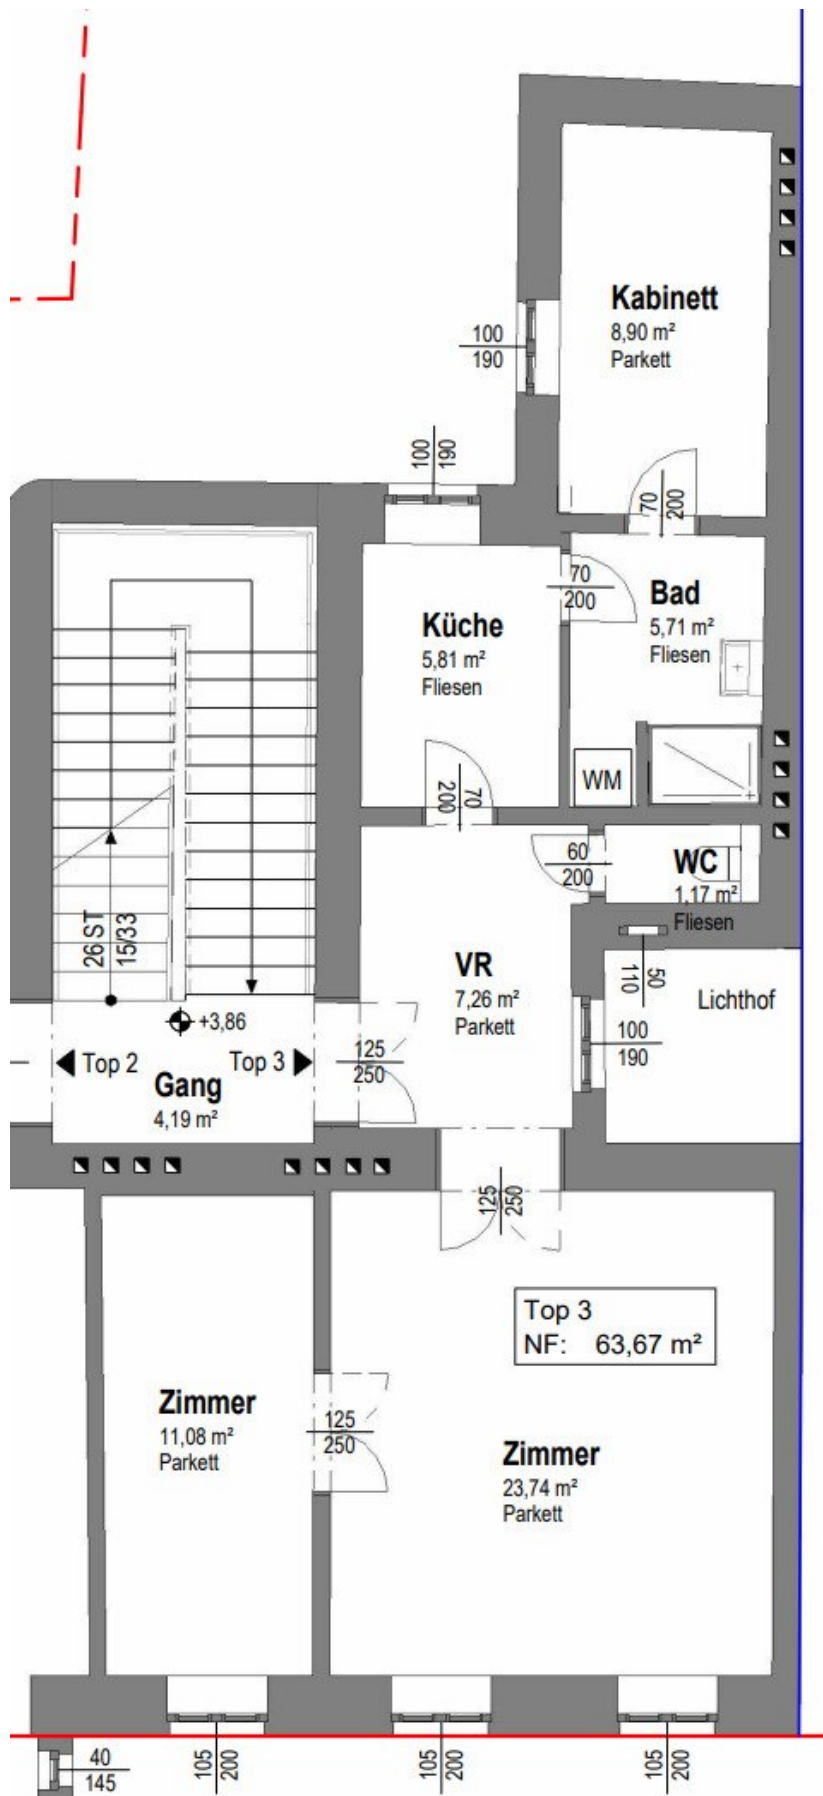 Kabinett
8,90 m²
Parkett
100
190
100
190
70
200
70
200
Bad
5,71 m²
Fliesen
Küche
5,81 m²
Fliesen
WM
70
200
60
200
WC
1,17 m²
Fliesen
26 ST
15/33
VR
7,26 m²
Parkett
50
110
Lichthof
100
190
+3,86
Top 2
Top 3
125
250
Gang
4,19 m²
125
250
Top 3
NF: 63,67 m²
Zimmer
11,08 m²
Parkett
125
250
Zimmer
23,74 m²
Parkett
40
145
105
200
105
200
105
200